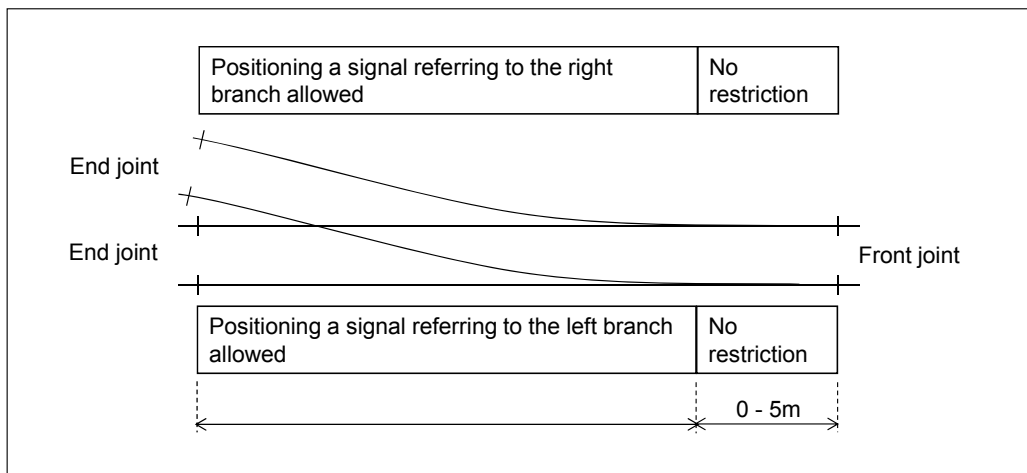 Positioning a signal referring to the right
branch allowed
No
restriction
End joint
End joint
Front joint
Positioning a signal referring to the left branch
allowed
No
restriction
0 - 5m